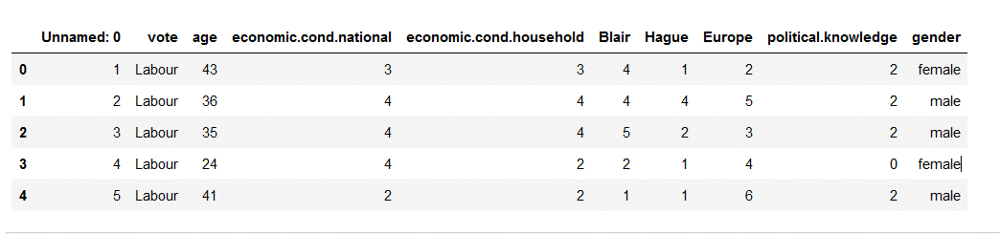 Unnamed: 0 vote age economic.cond.national economic.cond.household Blair Hague Europe political.knowledge gender
0 1 Labour 43 3 3 4 1 2 2 female
1 2 Labour 36 4 4 4 4 5 2 male
2 3 Labour 35 4 4 5 2 3 2 male
3 4 Labour 24 4 2 2 1 4 0 female
4 5 Labour 41 2 2 1 1 6 2 male